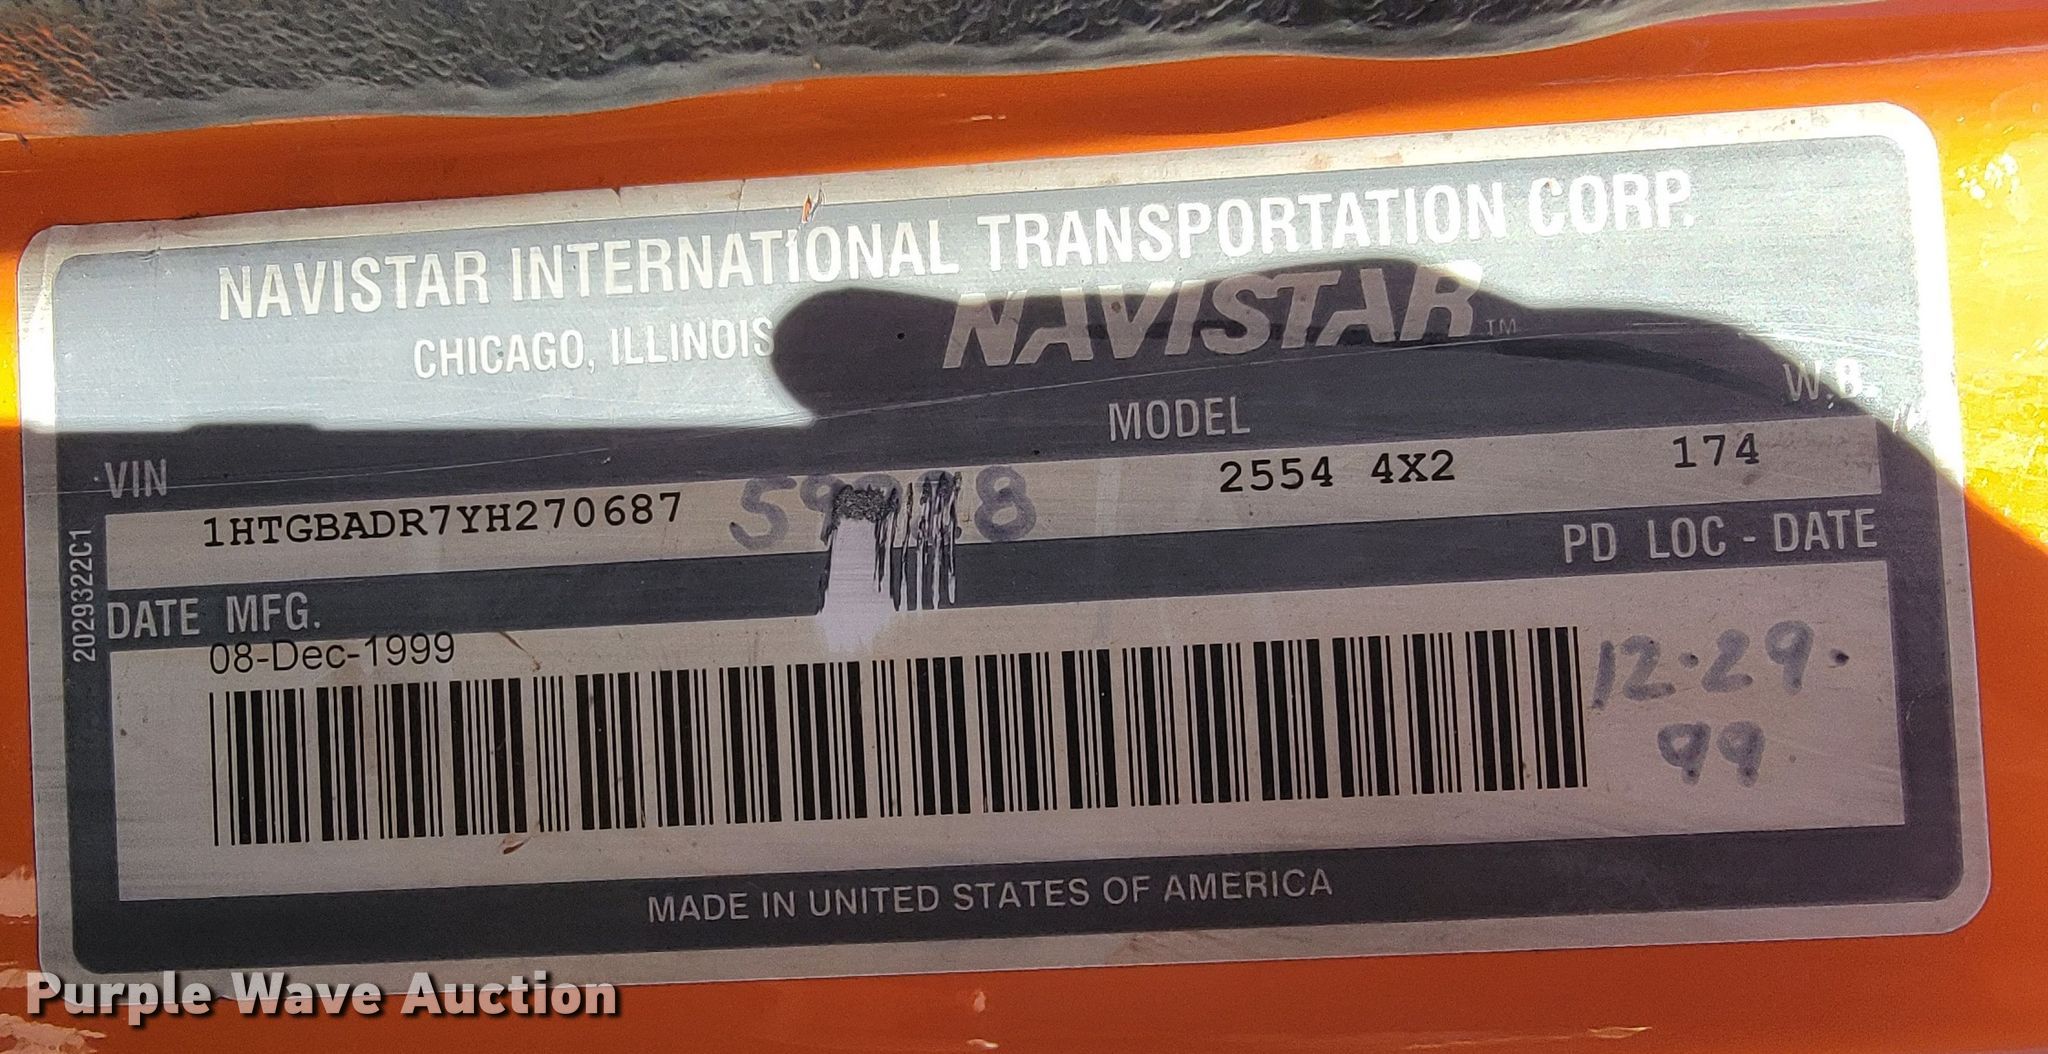 NAVISTAR INTERNATIONAL TRANSPORTATION CORP.
CHICAGO, ILLINOIS
NAVISTAR™
VIN MODEL W.B.
1HTGBADR7YH270687 2554 4X2 174
DATE MFG. PD LOC - DATE
08-Dec-1999
12·29·
99
2029322C1
MADE IN UNITED STATES OF AMERICA
Purple Wave Auction